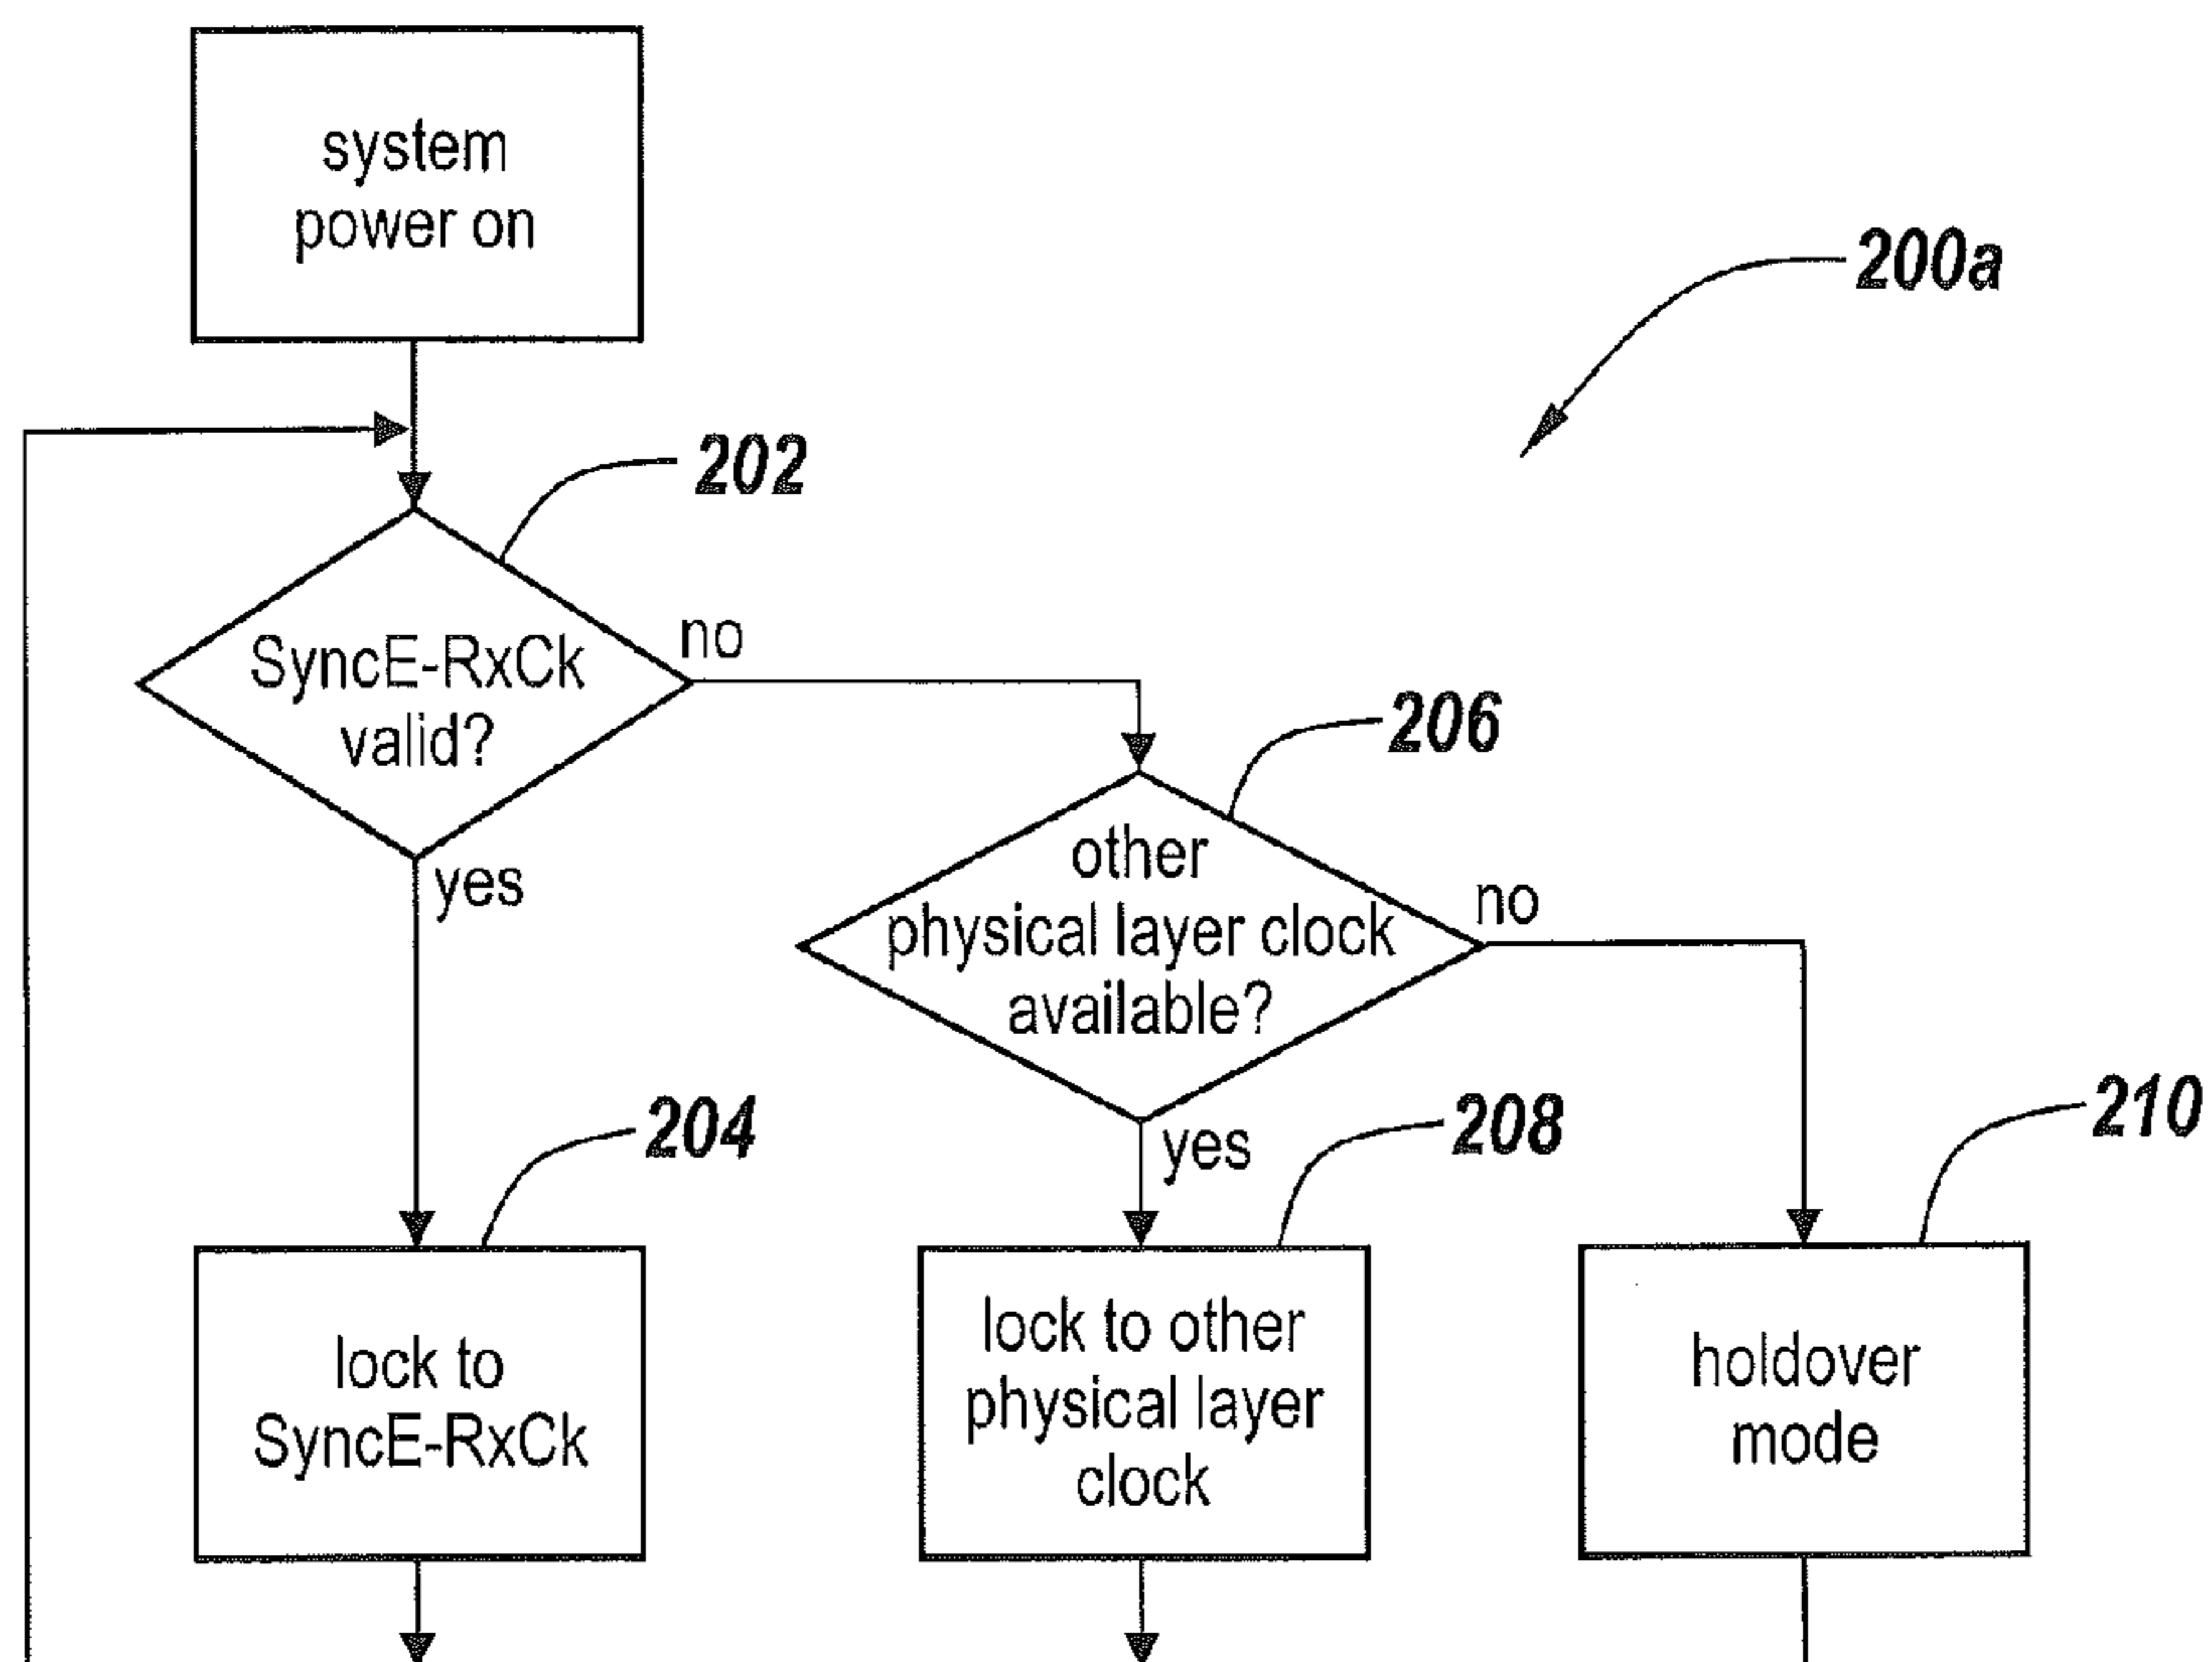 system
power on
200a
202
SyncE-RxCk
valid?
no
yes
206
other
physical layer clock
available?
no
yes
204
lock to
SyncE-RxCk
208
lock to other
physical layer
clock
210
holdover
mode